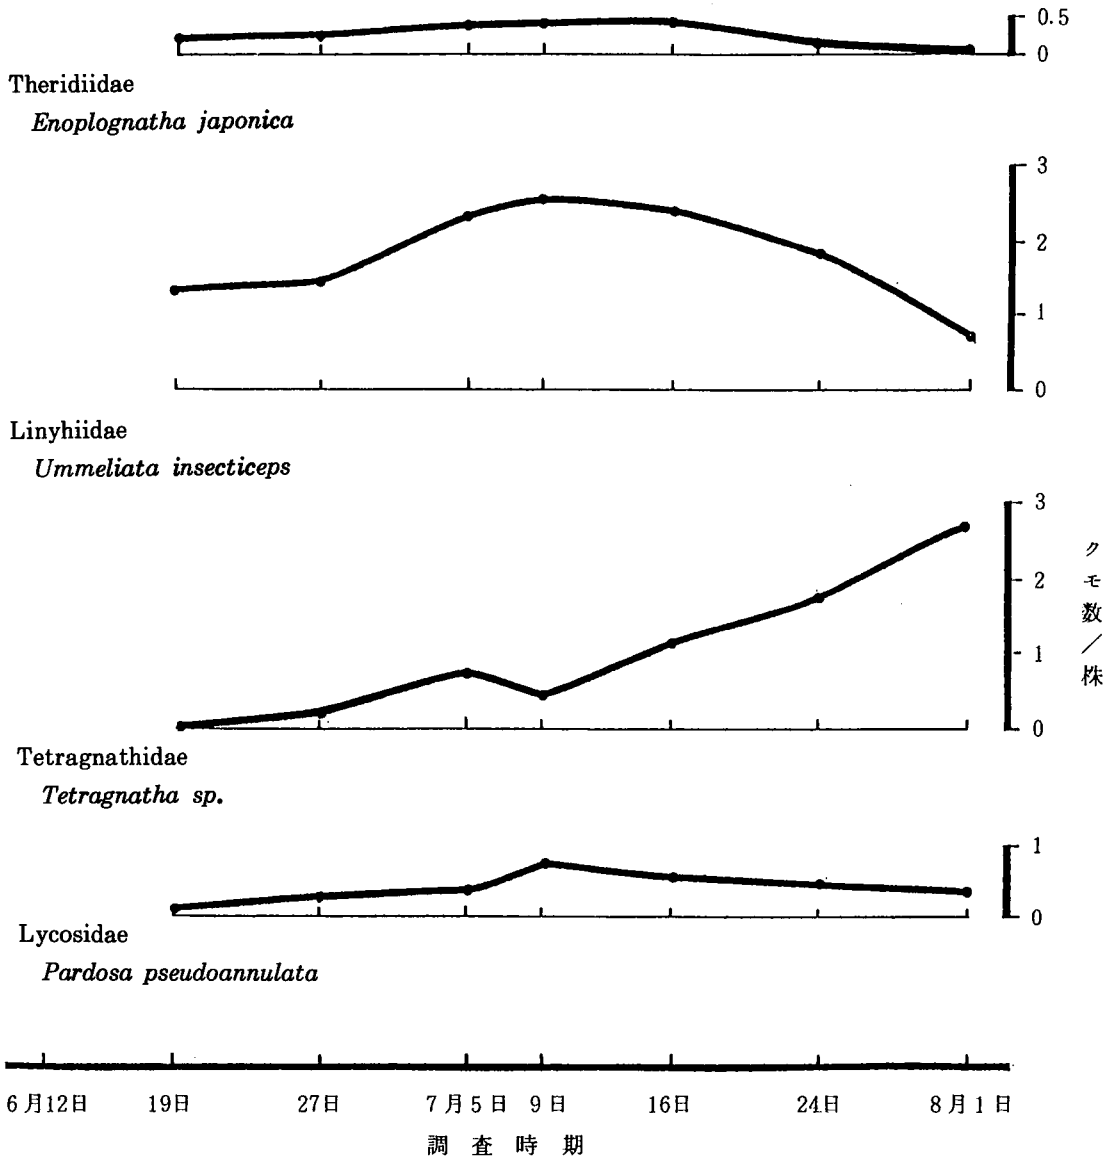 0.5
0
Theridiidae
Enoplognatha japonica
3
2
1
0
Linyhiidae
Ummeliata insecticeps
3
2
1
0
クモ数/株
Tetragnathidae
Tetragnatha sp.
1
0
Lycosidae
Pardosa pseudoannulata
6月12日 19日 27日 7月5日 9日 16日 24日 8月1日
調査時期